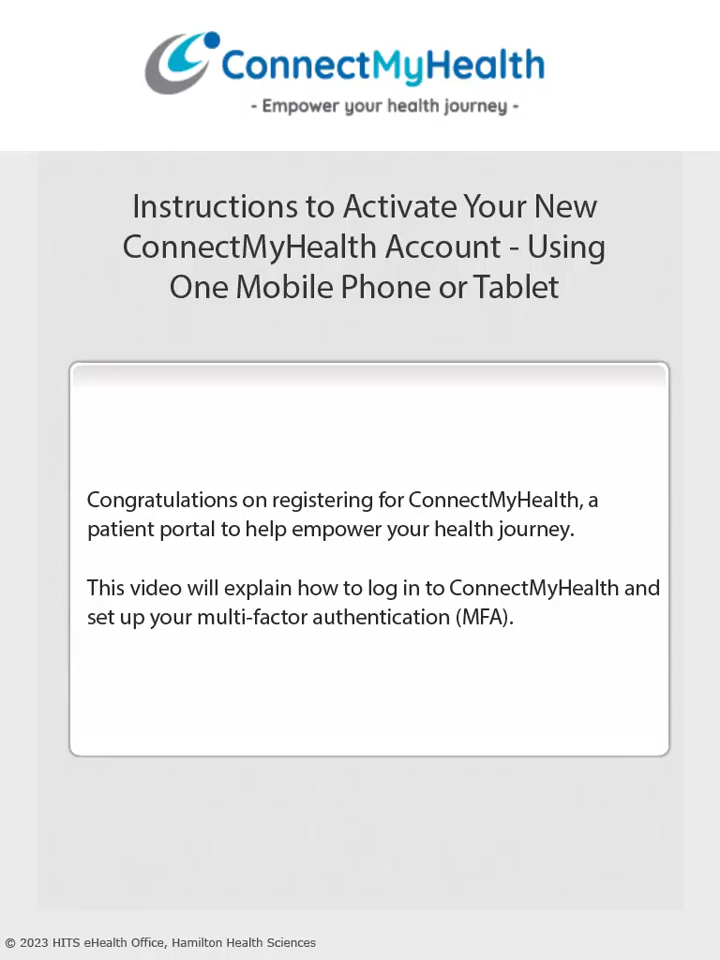 ConnectMyHealth
- Empower your health journey -
Instructions to Activate Your New
ConnectMyHealth Account - Using
One Mobile Phone or Tablet
Congratulations on registering for ConnectMyHealth, a
patient portal to help empower your health journey.
This video will explain how to log in to ConnectMyHealth and
set up your multi-factor authentication (MFA).
© 2023 HITS eHealth Office, Hamilton Health Sciences